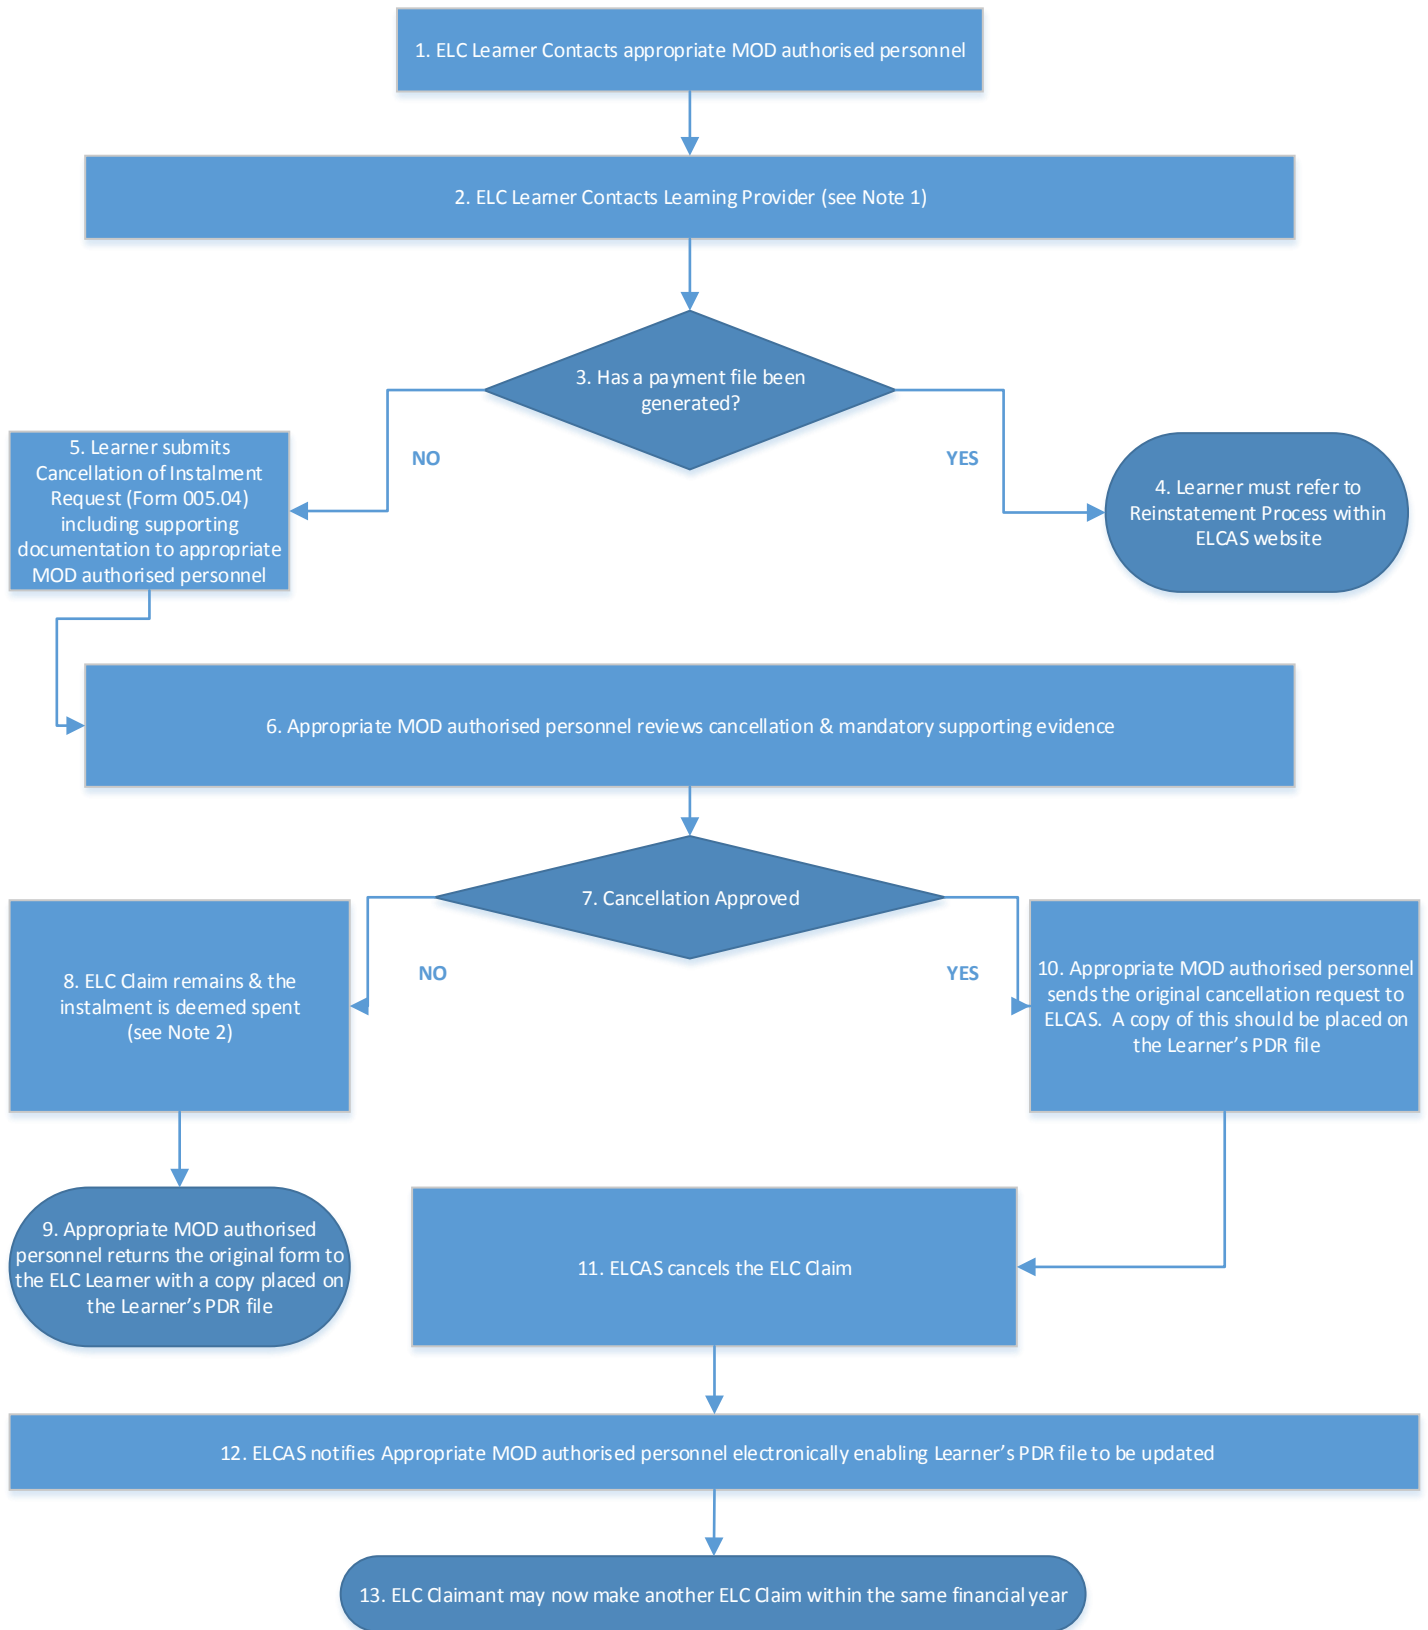 1. ELC Learner Contacts appropriate MOD authorised personnel
2. ELC Learner Contacts Learning Provider (see Note 1)
3. Has a payment file been
generated?
NO
YES
5. Learner submits
Cancellation of Instalment
Request (Form 005.04)
including supporting
documentation to appropriate
MOD authorised personnel
4. Learner must refer to
Reinstatement Process within
ELCAS website
6. Appropriate MOD authorised personnel reviews cancellation & mandatory supporting evidence
7. Cancellation Approved
NO
YES
8. ELC Claim remains & the
instalment is deemed spent
(see Note 2)
10. Appropriate MOD authorised personnel
sends the original cancellation request to
ELCAS.  A copy of this should be placed on
the Learner’s PDR file
9. Appropriate MOD authorised
personnel returns the original form to
the ELC Learner with a copy placed on
the Learner’s PDR file
11. ELCAS cancels the ELC Claim
12. ELCAS notifies Appropriate MOD authorised personnel electronically enabling Learner’s PDR file to be updated
13. ELC Claimant may now make another ELC Claim within the same financial year